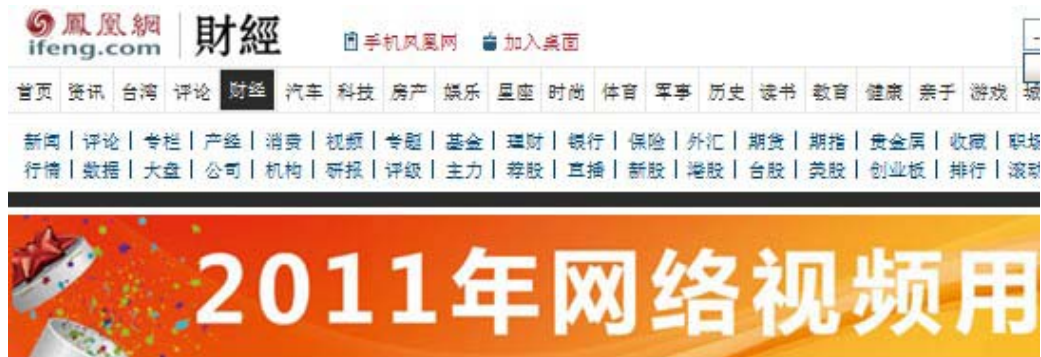 鳳凰網 財經 手机凤凰网 加入桌面
ifeng.com
首页 资讯 台湾 评论 财经 汽车 科技 房产 娱乐 星座 时尚 体育 军事 历史 读书 教育 健康 亲子 游戏 城
新闻 | 评论 | 专栏 | 产经 | 消费 | 视频 | 专题 | 基金 | 理财 | 银行 | 保险 | 外汇 | 期货 | 期指 | 贵金属 | 收藏 | 职场
行情 | 数据 | 大盘 | 公司 | 机构 | 研报 | 评级 | 主力 | 荐股 | 直播 | 新股 | 港股 | 台股 | 美股 | 创业板 | 排行 | 滚动
2011年网络视频用